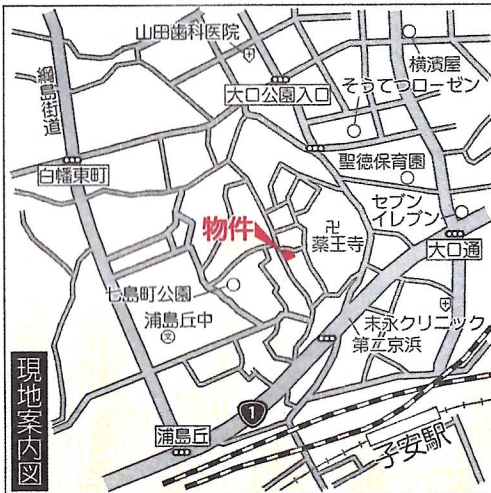 山田歯科医院
横濱屋
そうてつローゼン
綱島街道
大口公園入口
聖徳保育園
白幡東町
セブン
イレブン
物件
卍
薬王寺
大口通
七島町公園
浦島丘中
文
末永クリニック
第二京浜
現地案内図
1
浦島丘
子安駅